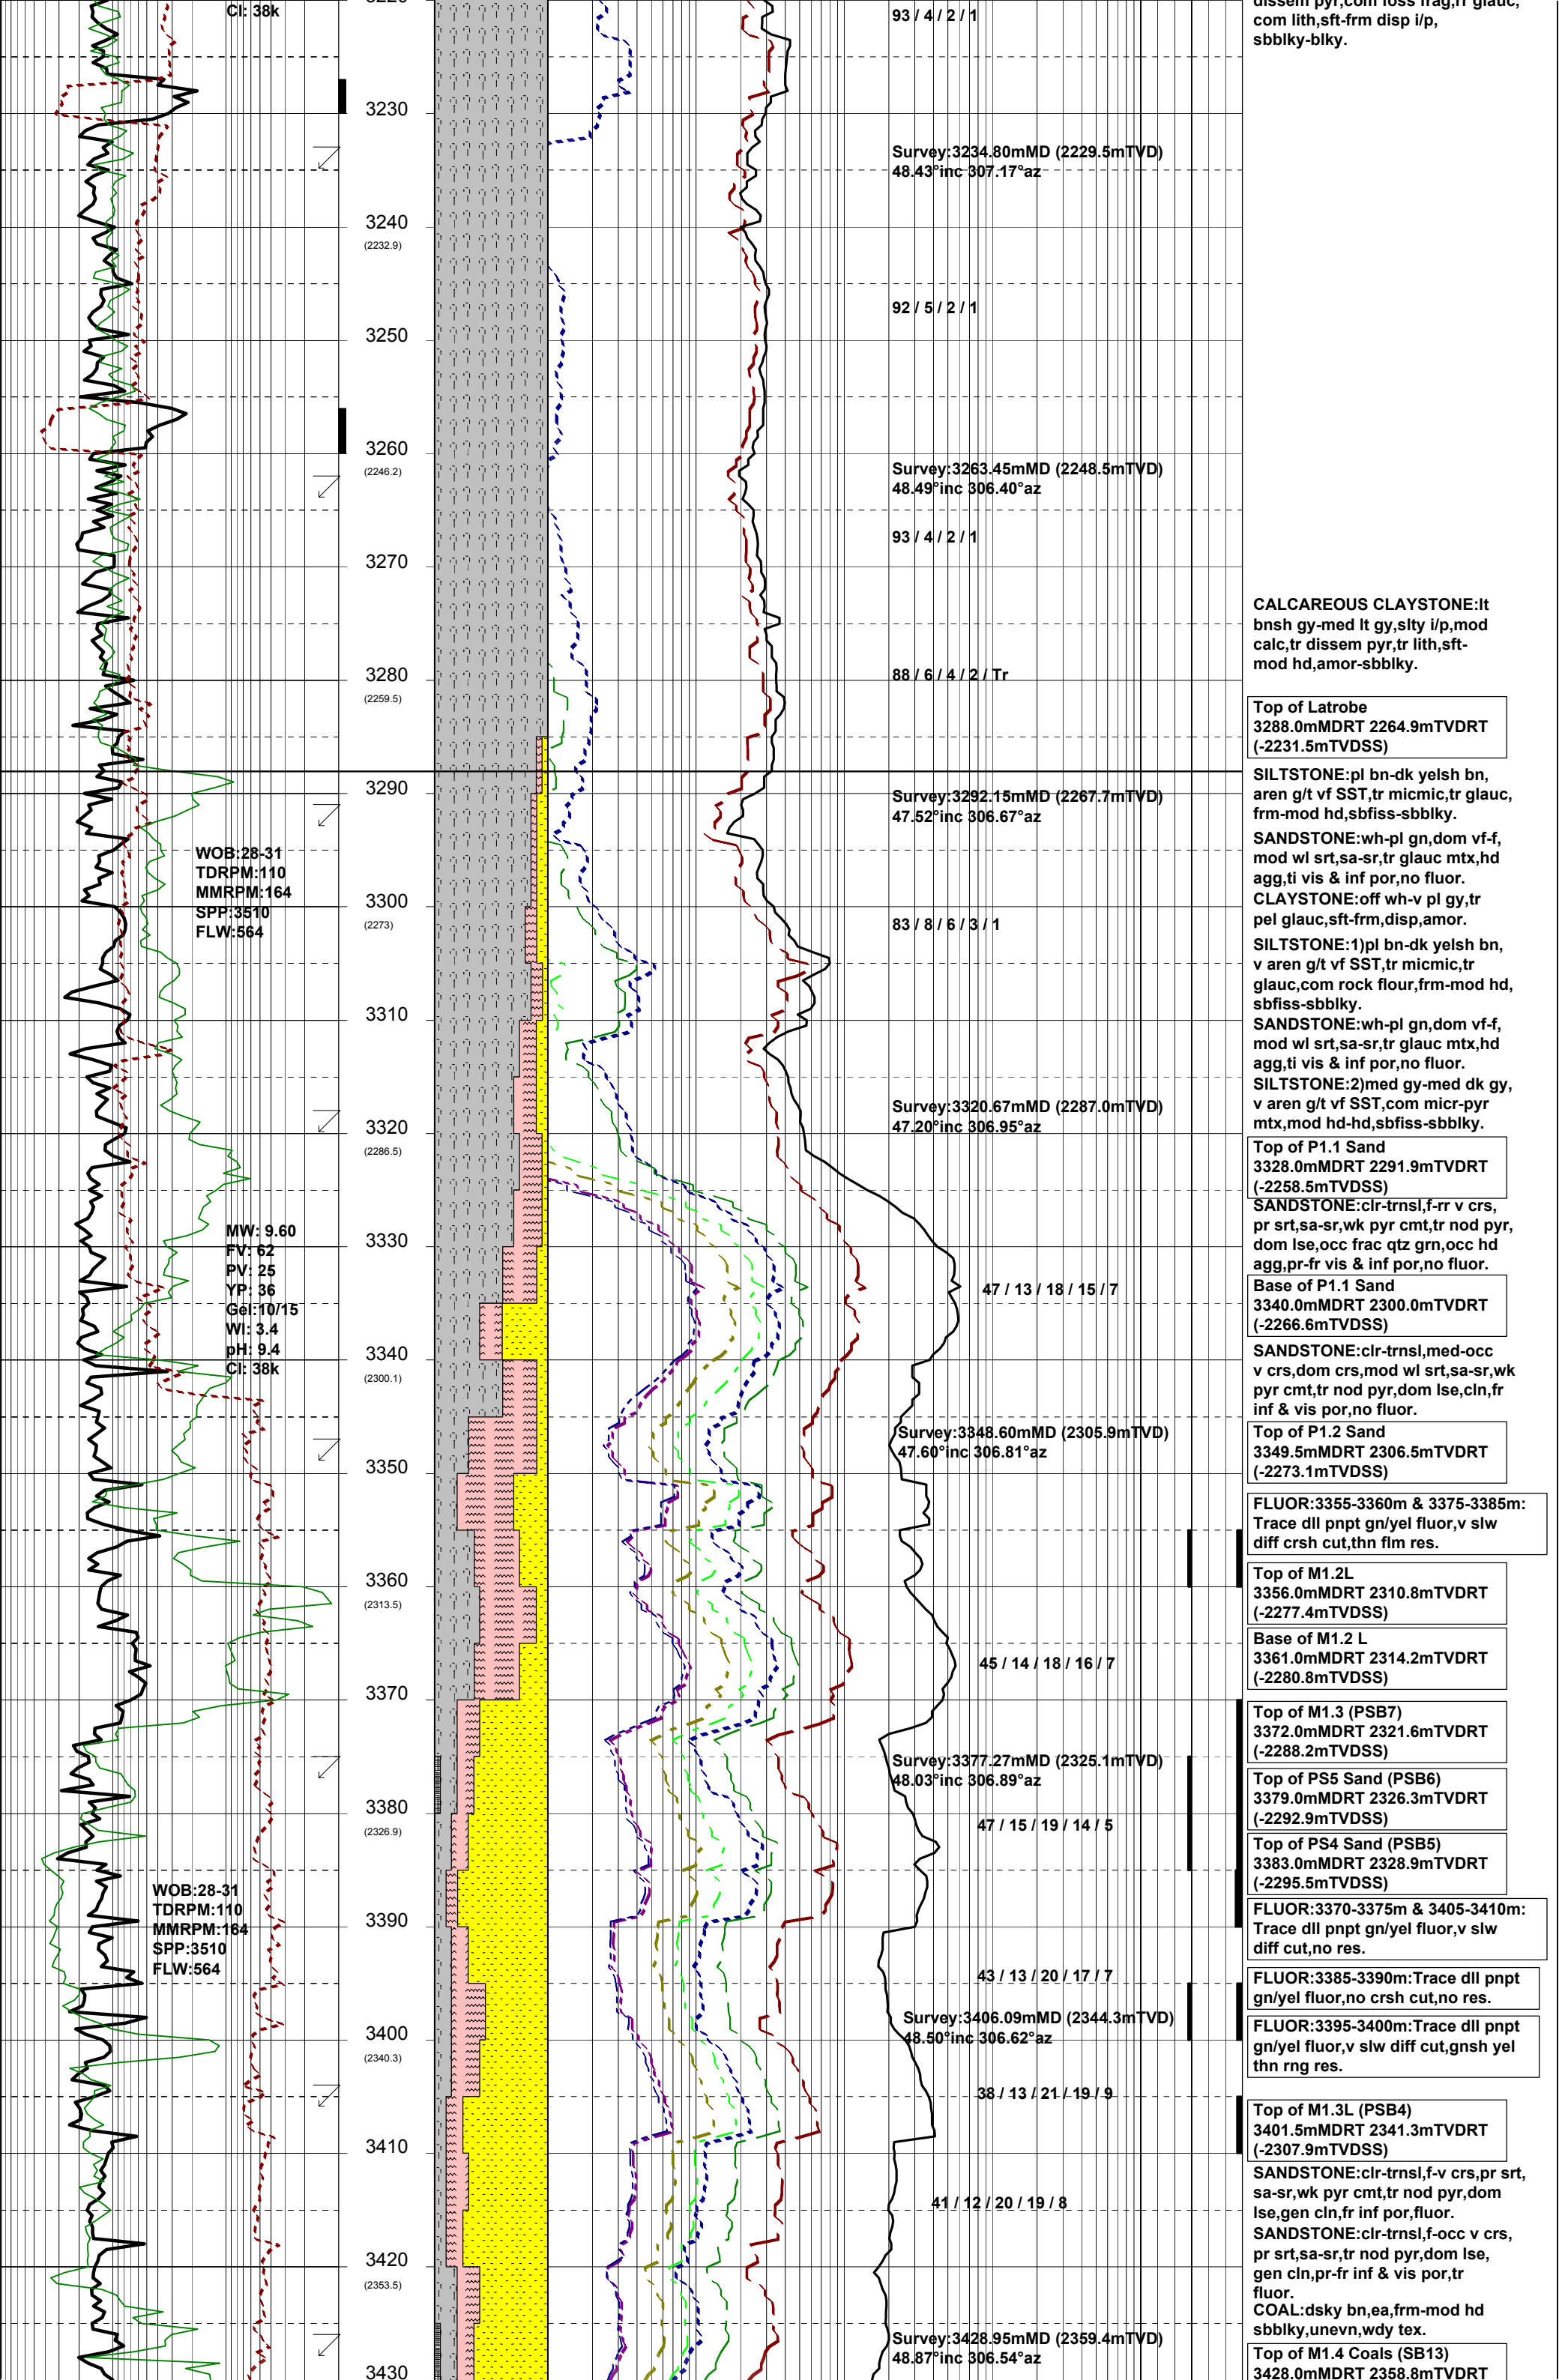 Cl: 38k
3220
93 / 4 / 2 / 1
dissem pyr,com foss frag,rr glauc,
com lith,sft-frm disp i/p,
sbblky-blky.
3230
Survey:3234.80mMD (2229.5mTVD)
48.43°inc 307.17°az
3240
(2232.9)
92 / 5 / 2 / 1
3250
3260
(2246.2)
Survey:3263.45mMD (2248.5mTVD)
48.49°inc 306.40°az
93 / 4 / 2 / 1
3270
CALCAREOUS CLAYSTONE:lt
bnsh gy-med lt gy,slty i/p,mod
calc,tr dissem pyr,tr lith,sft-
mod hd,amor-sbblky.
3280
(2259.5)
88 / 6 / 4 / 2 / Tr
Top of Latrobe
3288.0mMDRT 2264.9mTVDRT
(-2231.5mTVDSS)
3290
Survey:3292.15mMD (2267.7mTVD)
47.52°inc 306.67°az
SILTSTONE:pl bn-dk yelsh bn,
aren g/t vf SST,tr micmic,tr glauc,
frm-mod hd,sbfiss-sbblky.
SANDSTONE:wh-pl gn,dom vf-f,
mod wl srt,sa-sr,tr glauc mtx,hd
agg,ti vis & inf por,no fluor.
CLAYSTONE:off wh-v pl gy,tr
pel glauc,sft-frm,disp,amor.
WOB:28-31
TDRPM:110
MMRPM:164
SPP:3510
FLW:564
3300
(2273)
83 / 8 / 6 / 3 / 1
SILTSTONE:1)pl bn-dk yelsh bn,
v aren g/t vf SST,tr micmic,tr
glauc,com rock flour,frm-mod hd,
sbfiss-sbblky.
SANDSTONE:wh-pl gn,dom vf-f,
mod wl srt,sa-sr,tr glauc mtx,hd
agg,ti vis & inf por,no fluor.
SILTSTONE:2)med gy-med dk gy,
v aren g/t vf SST,com micr-pyr
mtx,mod hd-hd,sbfiss-sbblky.
3310
Survey:3320.67mMD (2287.0mTVD)
47.20°inc 306.95°az
3320
(2286.5)
Top of P1.1 Sand
3328.0mMDRT 2291.9mTVDRT
(-2258.5mTVDSS)
SANDSTONE:clr-trnsl,f-rr v crs,
pr srt,sa-sr,wk pyr cmt,tr nod pyr,
dom lse,occ frac qtz grn,occ hd
agg,pr-fr vis & inf por,no fluor.
MW: 9.60
FV: 62
PV: 25
YP: 36
Gel:10/15
Wl: 3.4
pH: 9.4
Cl: 38k
3330
47 / 13 / 18 / 15 / 7
Base of P1.1 Sand
3340.0mMDRT 2300.0mTVDRT
(-2266.6mTVDSS)
3340
(2300.1)
SANDSTONE:clr-trnsl,med-occ
v crs,dom crs,mod wl srt,sa-sr,wk
pyr cmt,tr nod pyr,dom lse,cln,fr
inf & vis por,no fluor.
Survey:3348.60mMD (2305.9mTVD)
47.60°inc 306.81°az
Top of P1.2 Sand
3349.5mMDRT 2306.5mTVDRT
(-2273.1mTVDSS)
3350
FLUOR:3355-3360m & 3375-3385m:
Trace dll pnpt gn/yel fluor,v slw
diff crsh cut,thn flm res.
3360
(2313.5)
Top of M1.2L
3356.0mMDRT 2310.8mTVDRT
(-2277.4mTVDSS)
Base of M1.2 L
3361.0mMDRT 2314.2mTVDRT
(-2280.8mTVDSS)
45 / 14 / 18 / 16 / 7
3370
Top of M1.3 (PSB7)
3372.0mMDRT 2321.6mTVDRT
(-2288.2mTVDSS)
Survey:3377.27mMD (2325.1mTVD)
48.03°inc 306.89°az
Top of PS5 Sand (PSB6)
3379.0mMDRT 2326.3mTVDRT
(-2292.9mTVDSS)
3380
(2326.9)
47 / 15 / 19 / 14 / 5
Top of PS4 Sand (PSB5)
3383.0mMDRT 2328.9mTVDRT
(-2295.5mTVDSS)
WOB:28-31
TDRPM:110
MMRPM:164
SPP:3510
FLW:564
3390
FLUOR:3370-3375m & 3405-3410m:
Trace dll pnpt gn/yel fluor,v slw
diff cut,no res.
43 / 13 / 20 / 17 / 7
FLUOR:3385-3390m:Trace dll pnpt
gn/yel fluor,no crsh cut,no res.
Survey:3406.09mMD (2344.3mTVD)
48.50°inc 306.62°az
3400
(2340.3)
FLUOR:3395-3400m:Trace dll pnpt
gn/yel fluor,v slw diff cut,gnsh yel
thn rng res.
38 / 13 / 21 / 19 / 9
Top of M1.3L (PSB4)
3401.5mMDRT 2341.3mTVDRT
(-2307.9mTVDSS)
3410
SANDSTONE:clr-trnsl,f-v crs,pr srt,
sa-sr,wk pyr cmt,tr nod pyr,dom
lse,gen cln,fr inf por,fluor.
41 / 12 / 20 / 19 / 8
SANDSTONE:clr-trnsl,f-occ v crs,
pr srt,sa-sr,tr nod pyr,dom lse,
gen cln,pr-fr inf & vis por,tr
fluor.
3420
(2353.5)
COAL:dsky bn,ea,frm-mod hd
sbblky,unevn,wdy tex.
Survey:3428.95mMD (2359.4mTVD)
48.87°inc 306.54°az
Top of M1.4 Coals (SB13)
3428.0mMDRT 2358.8mTVDRT
3430